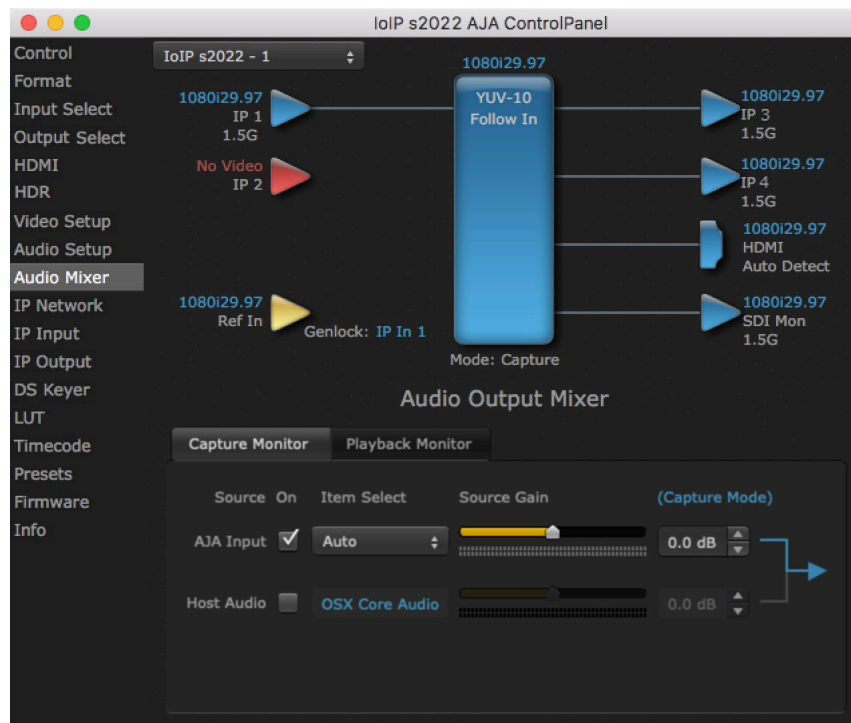 IoIP s2022 AJA ControlPanel
Control
Format
Input Select
Output Select
HDMI
HDR
Video Setup
Audio Setup
Audio Mixer
IP Network
IP Input
IP Output
DS Keyer
LUT
Timecode
Presets
Firmware
Info
IoIP s2022 - 1
1080i29.97
IP 1
1.5G
No Video
IP 2
1080i29.97
Ref In
Genlock: IP In 1
1080i29.97
YUV-10
Follow In
Mode: Capture
1080i29.97
IP 3
1.5G
1080i29.97
IP 4
1.5G
1080i29.97
HDMI
Auto Detect
1080i29.97
SDI Mon
1.5G
Audio Output Mixer
Capture Monitor Playback Monitor
Source On Item Select Source Gain (Capture Mode)
AJA Input Auto 0.0 dB
Host Audio OSX Core Audio 0.0 dB